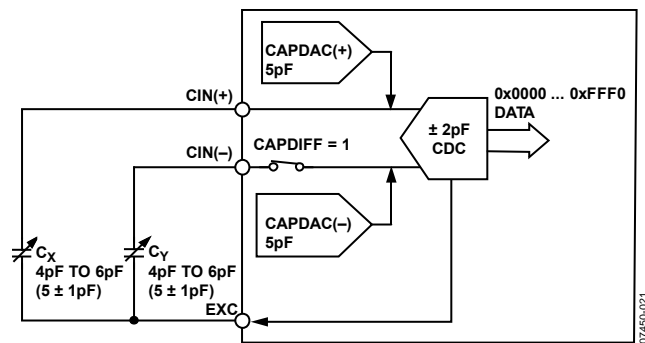 CAPDAC(+)
5pF
CIN(+)
0x0000 ... 0xFFF0
DATA
± 2pF
CDC
CAPDIFF = 1
CIN(–)
CAPDAC(–)
5pF
CX
4pF TO 6pF
(5 ± 1pF)
CY
4pF TO 6pF
(5 ± 1pF)
EXC
07450-021